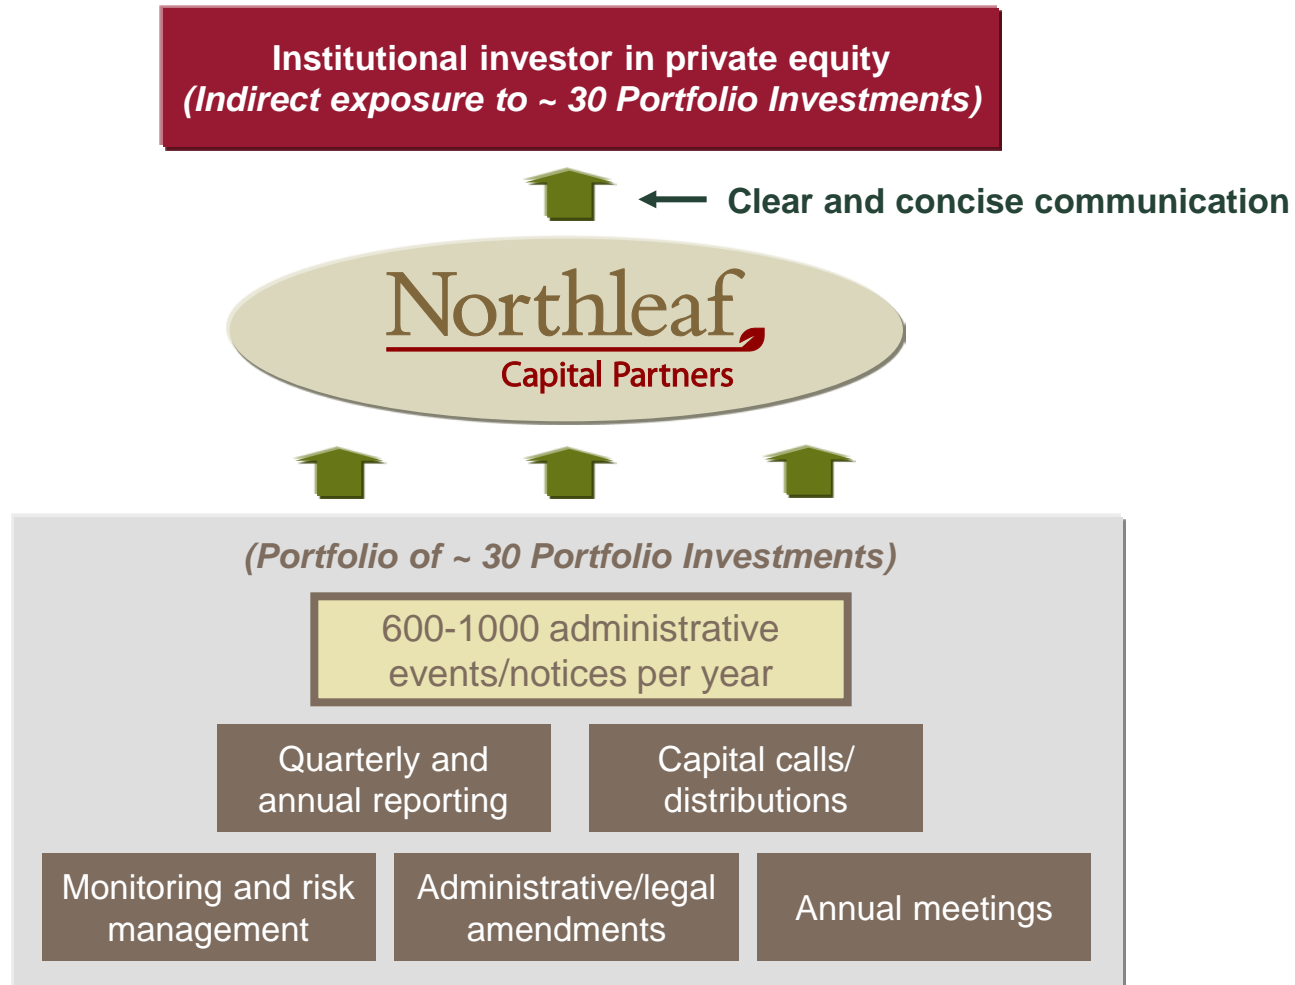 Institutional investor in private equity
(Indirect exposure to ~ 30 Portfolio Investments)
Clear and concise communication
Northleaf
Capital Partners
(Portfolio of ~ 30 Portfolio Investments)
600-1000 administrative
events/notices per year
Quarterly and
annual reporting
Capital calls/
distributions
Monitoring and risk
management
Administrative/legal
amendments
Annual meetings